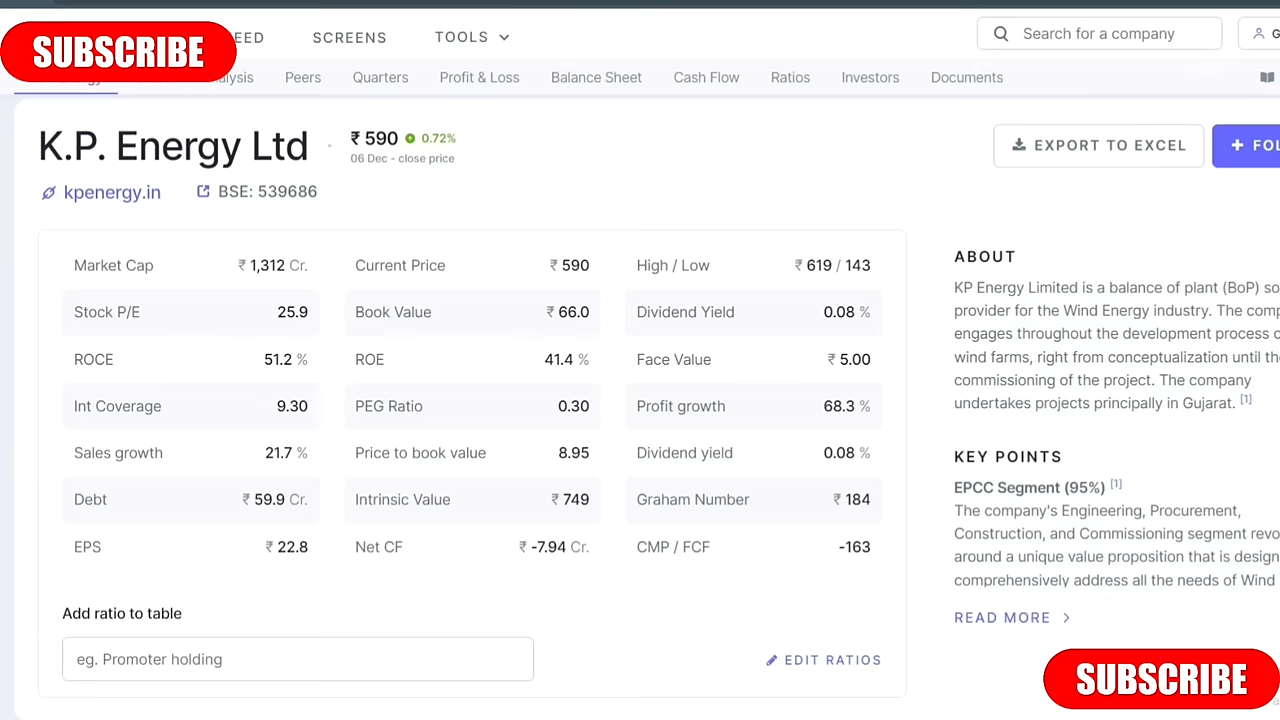 SUBSCRIBE
SCREENS
TOOLS
Search for a company
Peers
Quarters
Profit & Loss
Balance Sheet
Cash Flow
Ratios
Investors
Documents
K.P. Energy Ltd
₹ 590 0.72%
06 Dec - close price
EXPORT TO EXCEL
kpenergy.in
BSE: 539686
Market Cap ₹ 1,312 Cr.
Current Price ₹ 590
High / Low ₹ 619 / 143
Stock P/E 25.9
Book Value ₹ 66.0
Dividend Yield 0.08 %
ROCE 51.2 %
ROE 41.4 %
Face Value ₹ 5.00
Int Coverage 9.30
PEG Ratio 0.30
Profit growth 68.3 %
Sales growth 21.7 %
Price to book value 8.95
Dividend yield 0.08 %
Debt ₹ 59.9 Cr.
Intrinsic Value ₹ 749
Graham Number ₹ 184
EPS ₹ 22.8
Net CF ₹ -7.94 Cr.
CMP / FCF -163
Add ratio to table
eg. Promoter holding
EDIT RATIOS
ABOUT
KP Energy Limited is a balance of plant (BoP)
provider for the Wind Energy industry. The
engages throughout the development process
wind farms, right from conceptualization until
commissioning of the project. The company
undertakes projects principally in Gujarat. [1]
KEY POINTS
EPCC Segment (95%) [1]
The company's Engineering, Procurement,
Construction, and Commissioning segment
around a unique value proposition that is
comprehensively address all the needs of Wind
READ MORE
SUBSCRIBE